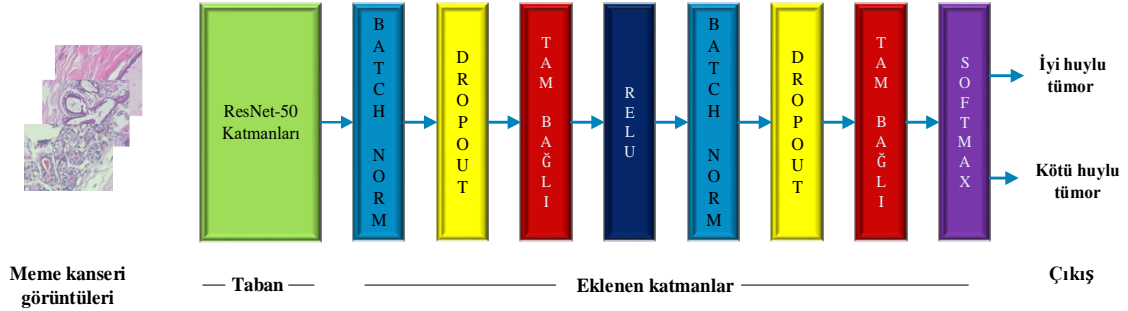 ResNet-50
Katmanları
BATCH NORM
DROPOUT
TAM BAĞLI
RELU
BATCH NORM
DROPOUT
TAM BAĞLI
SOFTMAX
İyi huylu
tümor
Kötü huylu
tümor
Meme kanseri
görüntüleri
Taban
Eklenen katmanlar
Çıkış